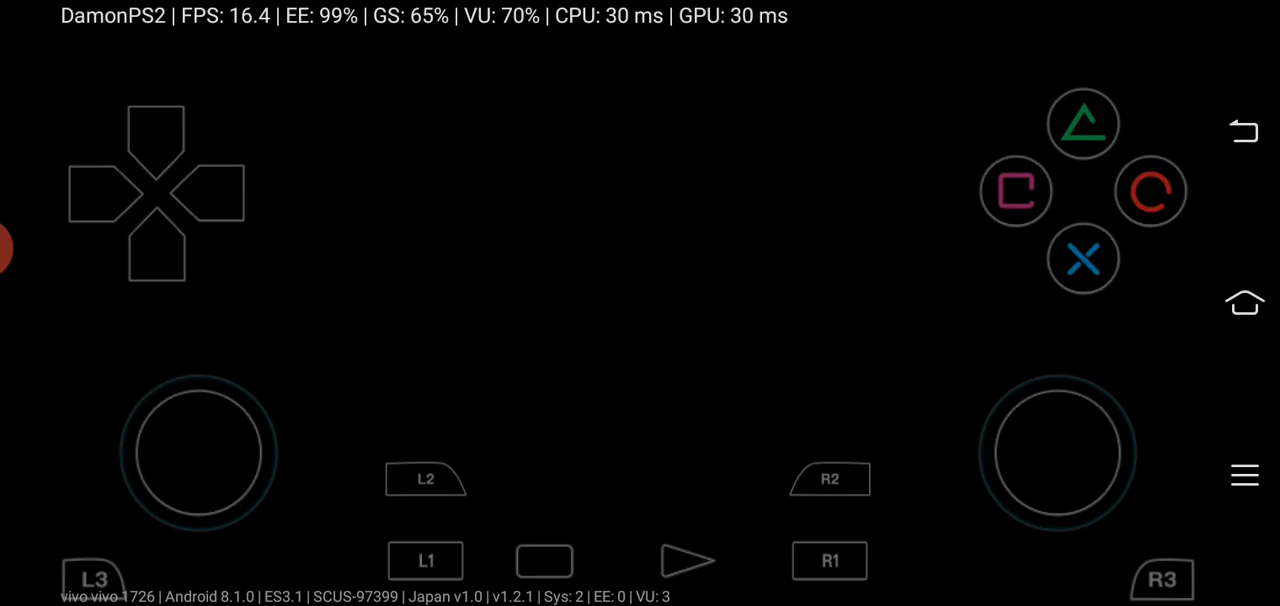 DamonPS2 | FPS: 16.4 | EE: 99% | GS: 65% | VU: 70% | CPU: 30 ms | GPU: 30 ms
L2
R2
L1
R1
L3
R3
vivo vivo 1726 | Android 8.1.0 | ES3.1 | SCUS-97399 | Japan v1.0 | v1.2.1 | Sys: 2 | EE: 0 | VU: 3